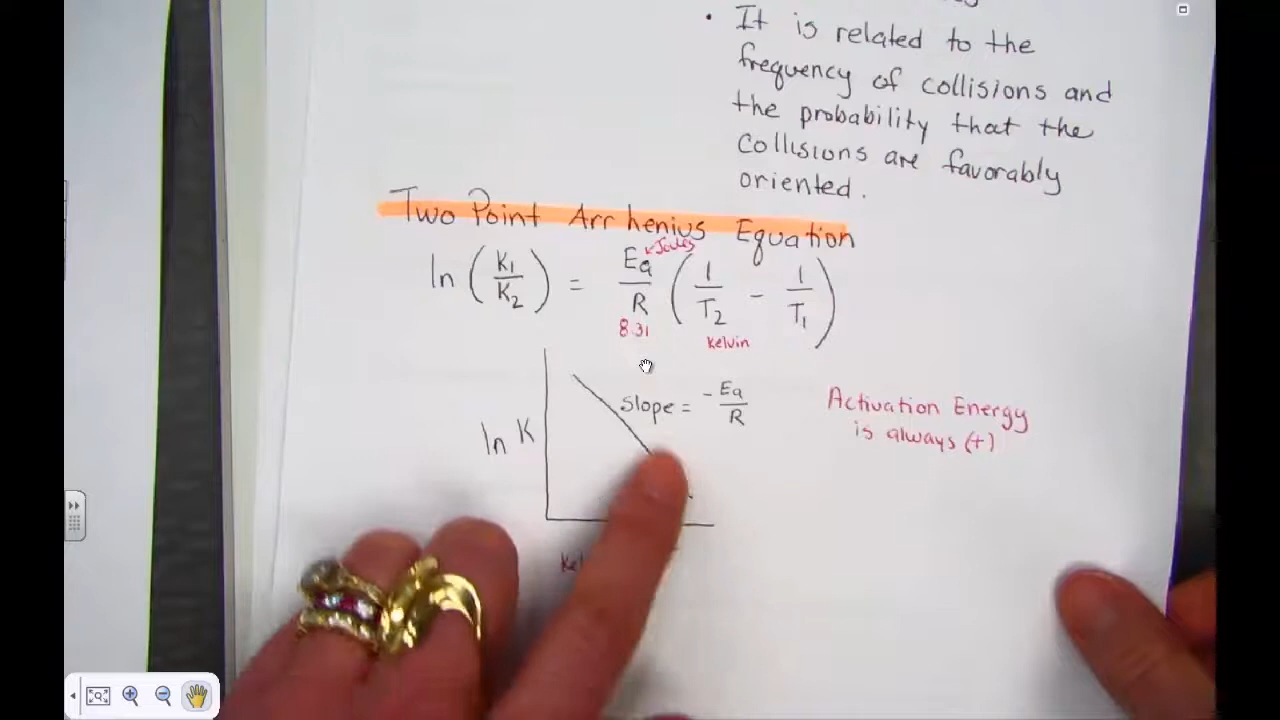 • It is related to the
frequency of collisions and
the probability that the
collisions are favorably
oriented.
Two Point Arrhenius Equation
ln (K1/K2) = Ea/R (1/T2 - 1/T1)
Joules
8.31
Kelvin
Slope = -Ea/R
ln K
Activation Energy
is always (+)